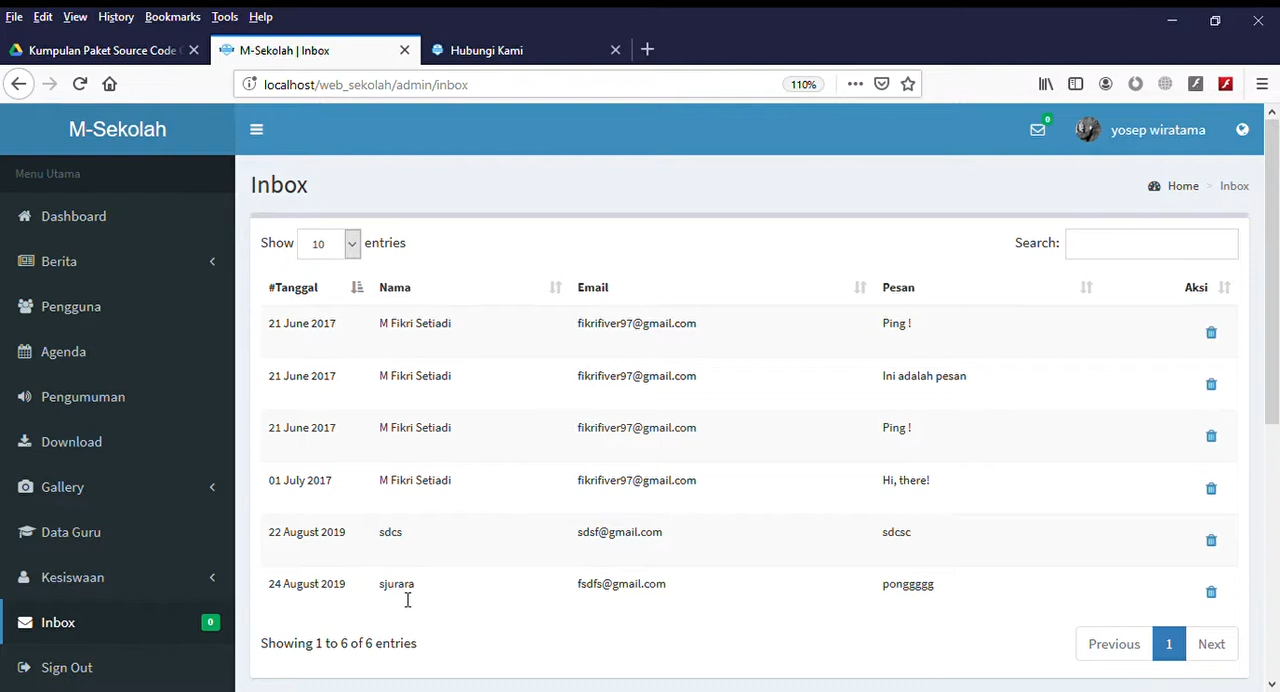 File Edit View History Bookmarks Tools Help
Kumpulan Paket Source Code M-Sekolah | Inbox Hubungi Kami
localhost/web_sekolah/admin/inbox 110%
M-Sekolah 0 yosep wiratama
Menu Utama
Dashboard
Berita
Pengguna
Agenda
Pengumuman
Download
Gallery
Data Guru
Kesiswaan
Inbox 0
Sign Out
Inbox Home > Inbox
Show 10 entries Search:
#Tanggal Nama Email Pesan Aksi
21 June 2017 M Fikri Setiadi fikrifiver97@gmail.com Ping !
21 June 2017 M Fikri Setiadi fikrifiver97@gmail.com Ini adalah pesan
21 June 2017 M Fikri Setiadi fikrifiver97@gmail.com Ping !
01 July 2017 M Fikri Setiadi fikrifiver97@gmail.com Hi, there!
22 August 2019 sdcs sdsf@gmail.com sdcsc
24 August 2019 sjurara fsdfs@gmail.com ponggggg
Showing 1 to 6 of 6 entries Previous 1 Next